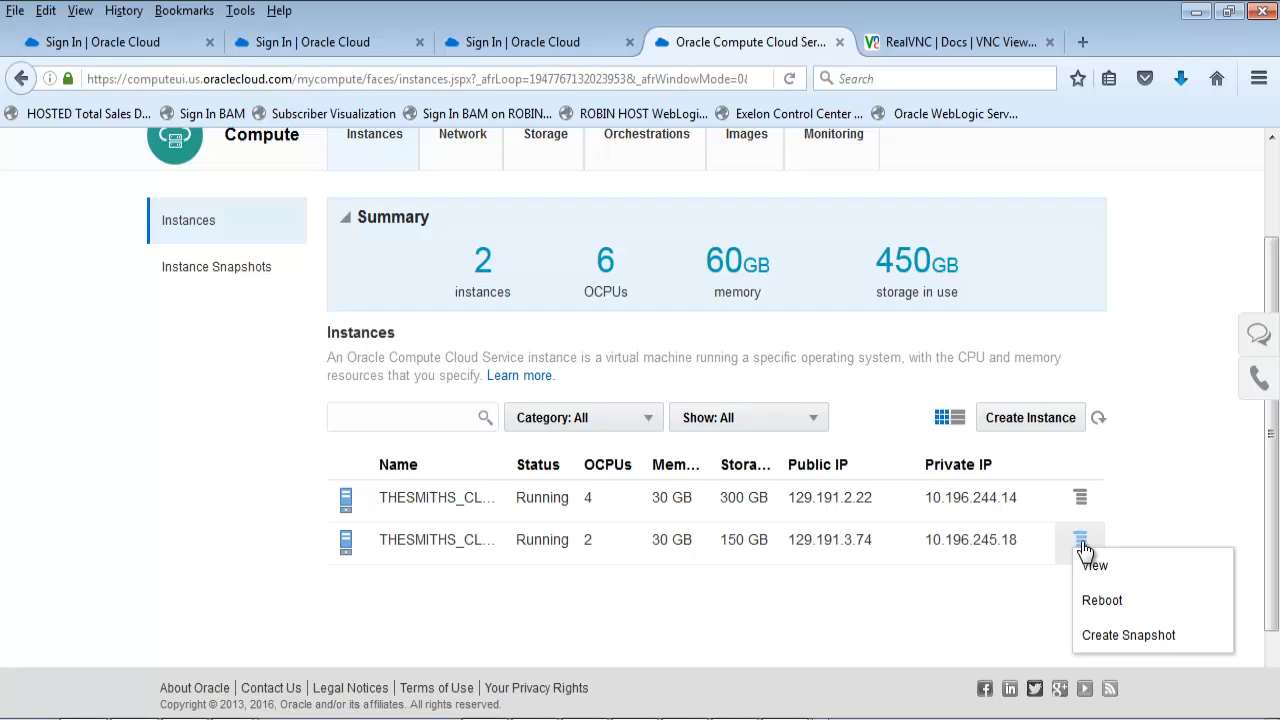 File Edit View History Bookmarks Tools Help
Sign In | Oracle Cloud
Sign In | Oracle Cloud
Sign In | Oracle Cloud
Oracle Compute Cloud Ser...
RealVNC | Docs | VNC View...
https://computeui.us.oraclecloud.com/mycompute/faces/instances.jspx?_afrLoop=1947767132023953&_afrWindowMode=0&
Search
HOSTED Total Sales D...
Sign In BAM
Subscriber Visualization
Sign In BAM on ROBIN...
ROBIN HOST WebLogi...
Exelon Control Center ...
Oracle WebLogic Serv...
Compute
Instances Network Storage Orchestrations Images Monitoring
Instances
Instance Snapshots
Summary
2 6 60GB 450GB
instances OCPUs memory storage in use
Instances
An Oracle Compute Cloud Service instance is a virtual machine running a specific operating system, with the CPU and memory
resources that you specify. Learn more.
Category: All Show: All Create Instance
Name Status OCPUs Mem... Stora... Public IP Private IP
THESMITHS_CL... Running 4 30 GB 300 GB 129.191.2.22 10.196.244.14
THESMITHS_CL... Running 2 30 GB 150 GB 129.191.3.74 10.196.245.18
View
Reboot
Create Snapshot
About Oracle | Contact Us | Legal Notices | Terms of Use | Your Privacy Rights
Copyright © 2013, 2016, Oracle and/or its affiliates. All rights reserved.